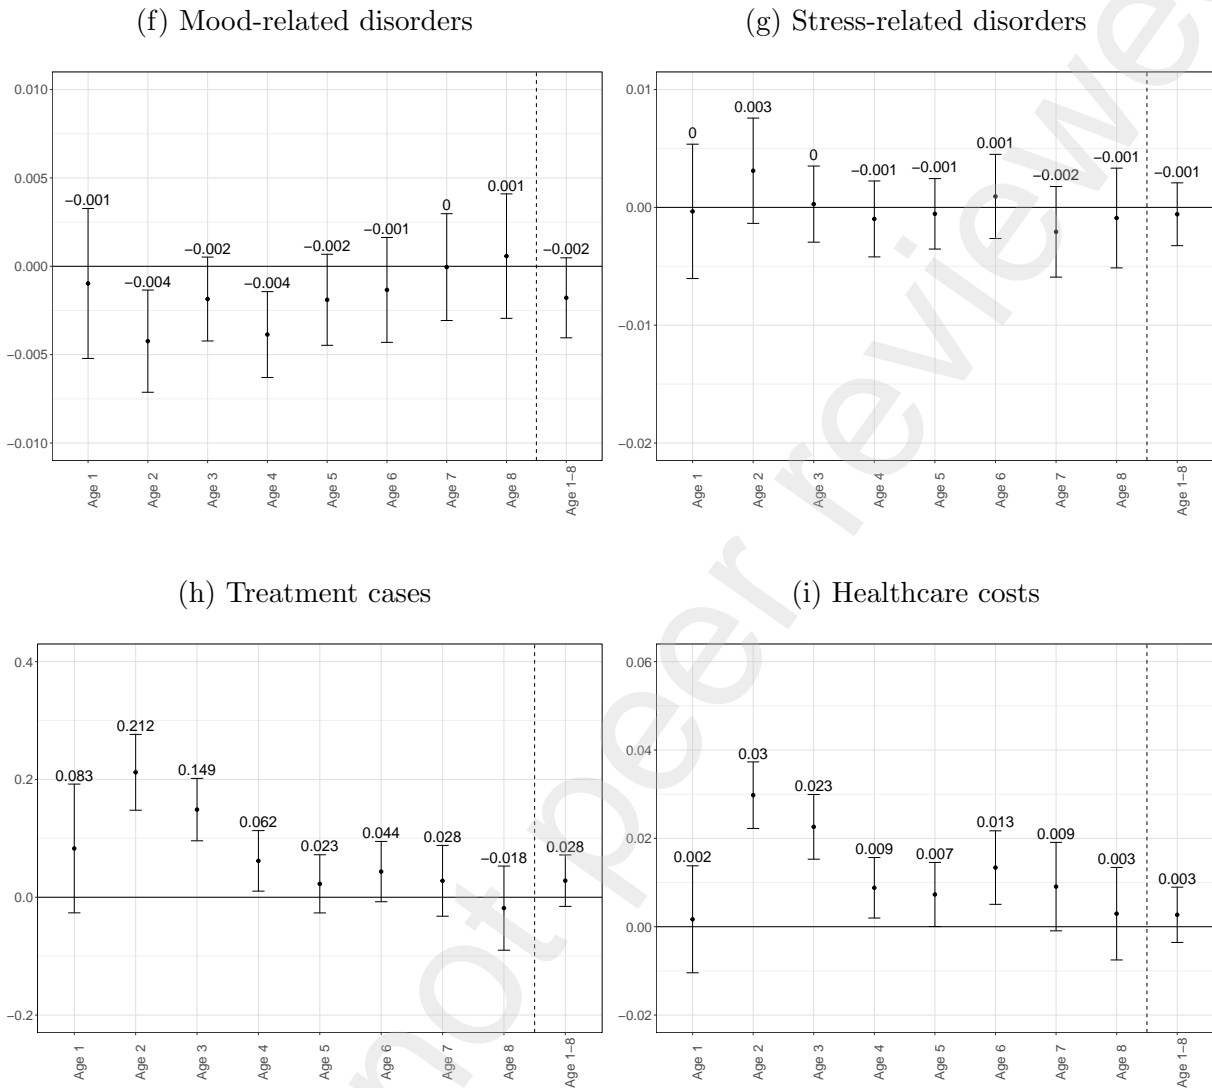 (f) Mood-related disorders
0.010
0.005
0.000
−0.005
−0.010
−0.001
−0.004
−0.002
−0.004
−0.002
−0.001
0
0.001
−0.002
Age 1
Age 2
Age 3
Age 4
Age 5
Age 6
Age 7
Age 8
Age 1−8
(g) Stress-related disorders
0.01
0.00
−0.01
−0.02
0
0.003
0
−0.001
−0.001
0.001
−0.002
−0.001
−0.001
Age 1
Age 2
Age 3
Age 4
Age 5
Age 6
Age 7
Age 8
Age 1−8
(h) Treatment cases
0.4
0.2
0.0
−0.2
0.083
0.212
0.149
0.062
0.023
0.044
0.028
−0.018
0.028
Age 1
Age 2
Age 3
Age 4
Age 5
Age 6
Age 7
Age 8
Age 1−8
(i) Healthcare costs
0.06
0.04
0.02
0.00
−0.02
0.002
0.03
0.023
0.009
0.007
0.013
0.009
0.003
0.003
Age 1
Age 2
Age 3
Age 4
Age 5
Age 6
Age 7
Age 8
Age 1−8
not peer reviewe